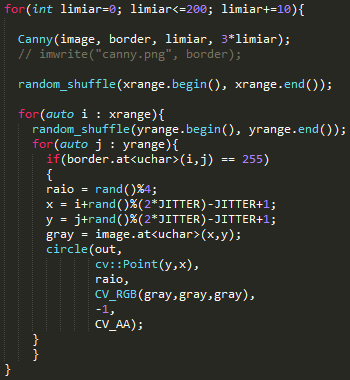 for(int limiar=0; limiar<=200; limiar+=10){
Canny(image, border, limiar, 3*limiar);
// imwrite("canny.png", border);
random_shuffle(xrange.begin(), xrange.end());
for(auto i : xrange){
random_shuffle(yrange.begin(), yrange.end());
for(auto j : yrange){
if(border.at<uchar>(i,j) == 255)
{
raio = rand()%4;
x = i+rand()%(2*JITTER)-JITTER+1;
y = j+rand()%(2*JITTER)-JITTER+1;
gray = image.at<uchar>(x,y);
circle(out,
cv::Point(y,x),
raio,
CV_RGB(gray,gray,gray),
-1,
CV_AA);
}
}
}